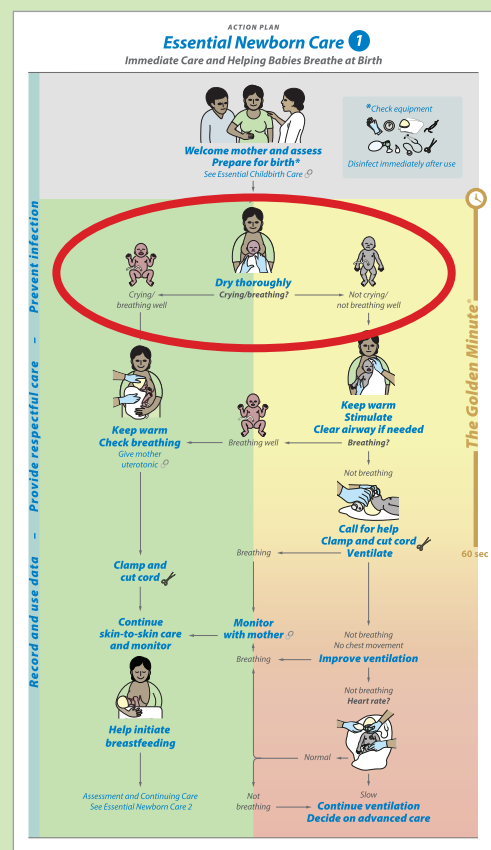 ACTION PLAN
Essential Newborn Care 1
Immediate Care and Helping Babies Breathe at Birth
*Check equipment
Disinfect immediately after use
Welcome mother and assess
Prepare for birth*
See Essential Childbirth Care
Prevent infection
Provide respectful care
Record and use data
The Golden Minute®
60 sec
Dry thoroughly
Crying/breathing?
Crying/
breathing well
Not crying/
not breathing well
Keep warm
Check breathing
Give mother
uterotonic
Breathing well
Keep warm
Stimulate
Clear airway if needed
Breathing?
Not breathing
Call for help
Clamp and cut cord
Ventilate
Breathing
Clamp and
cut cord
Continue
skin-to-skin care
and monitor
Monitor
with mother
Not breathing
No chest movement
Breathing
Improve ventilation
Not breathing
Heart rate?
Help initiate
breastfeeding
Normal
Slow
Assessment and Continuing Care
See Essential Newborn Care 2
Not
breathing
Continue ventilation
Decide on advanced care